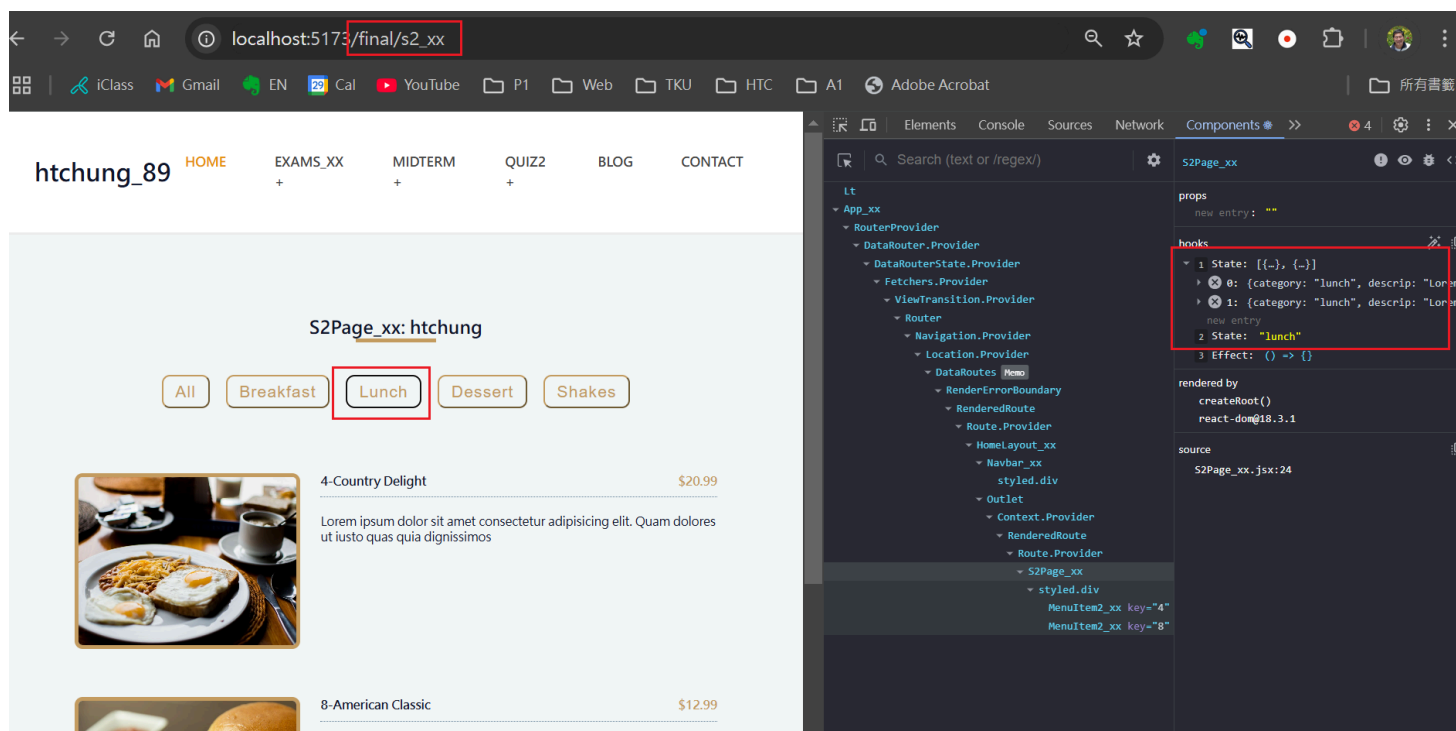 localhost:5173/final/s2_xx
iClass Gmail EN 29 Cal YouTube P1 Web TKU HTC A1 Adobe Acrobat 所有書籤
htchung_89
HOME EXAMS_XX MIDTERM QUIZ2 BLOG CONTACT
+ + +
S2Page_xx: htchung
All Breakfast Lunch Dessert Shakes
4-Country Delight $20.99
Lorem ipsum dolor sit amet consectetur adipisicing elit. Quam dolores
ut iusto quas quia dignissimos
8-American Classic $12.99
Elements Console Sources Network Components 4
Search (text or /regex/)
Lt
App_xx
RouterProvider
DataRouter.Provider
DataRouterState.Provider
Fetchers.Provider
ViewTransition.Provider
Router
Navigation.Provider
Location.Provider
DataRoutes Memo
RenderErrorBoundary
RenderedRoute
Route.Provider
HomeLayout_xx
Navbar_xx
styled.div
Outlet
Context.Provider
RenderedRoute
Route.Provider
S2Page_xx
styled.div
MenuItem2_xx key="4"
MenuItem2_xx key="8"
S2Page_xx
props
new entry: ""
hooks
1 State: [{…}, {…}]
0: {category: "lunch", descrip: "Lorem
1: {category: "lunch", descrip: "Lorem
new entry
2 State: "lunch"
3 Effect: () => {}
rendered by
createRoot()
react-dom@18.3.1
source
S2Page_xx.jsx:24